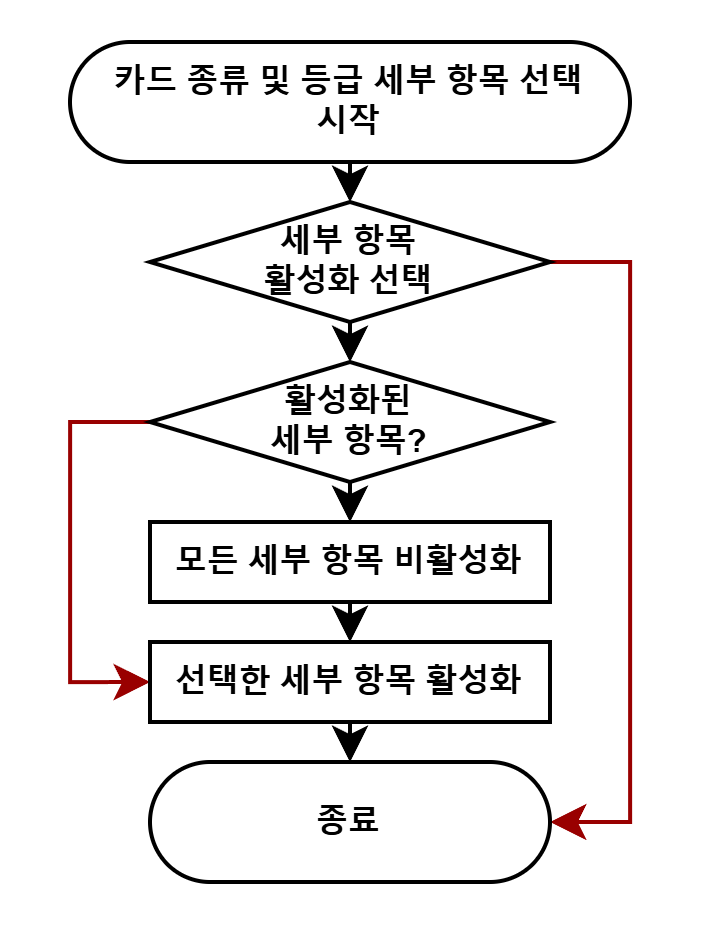 카드 종류 및 등급 세부 항목 선택
시작
세부 항목
활성화 선택
활성화된
세부 항목?
모든 세부 항목 비활성화
선택한 세부 항목 활성화
종료